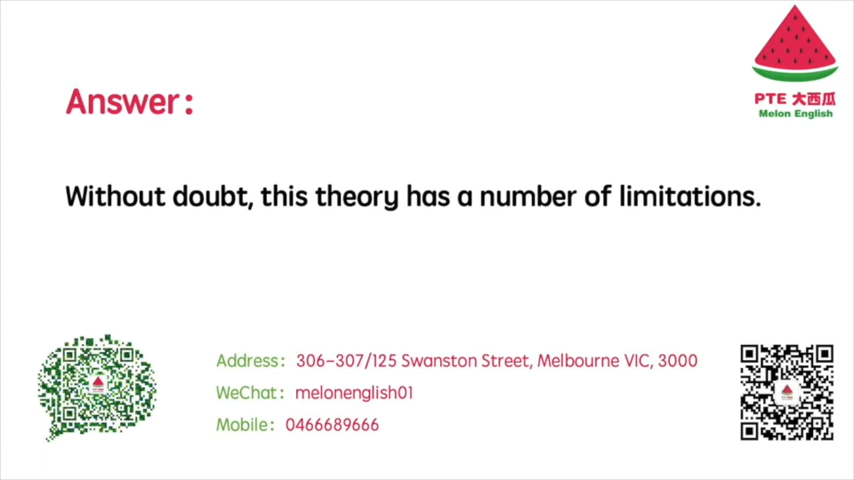 PTE 大西瓜
Melon English
Answer:
Without doubt, this theory has a number of limitations.
Address: 306-307/125 Swanston Street, Melbourne VIC, 3000
WeChat: melonenglish01
Mobile: 0466689666